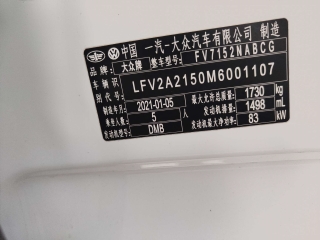 中国 一汽-大众汽车有限公司 制造
大众牌 整车型号 FV7152NABCG
车辆识别代号 LFV2A2150M6001107
制造年月 2021-01-05 最大允许总质量: 1730 kg
乘坐人数 5 发动机排量: 1498 mL
发动机型号 DMB 发动机最大净功率: 83 kW